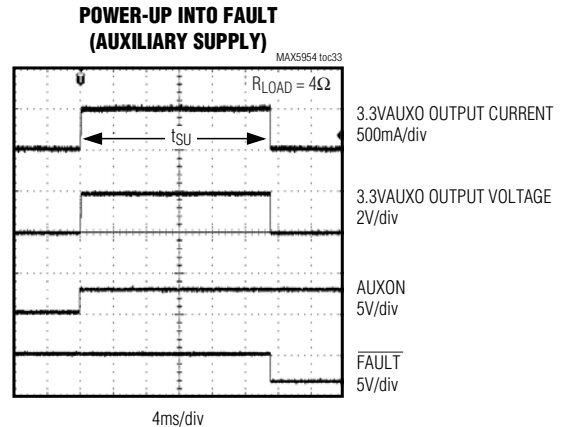 POWER-UP INTO FAULT
(AUXILIARY SUPPLY)
MAX5954 toc33
RLOAD = 4Ω
3.3VAUXO OUTPUT CURRENT
500mA/div
tSU
3.3VAUXO OUTPUT VOLTAGE
2V/div
AUXON
5V/div
FAULT
5V/div
4ms/div